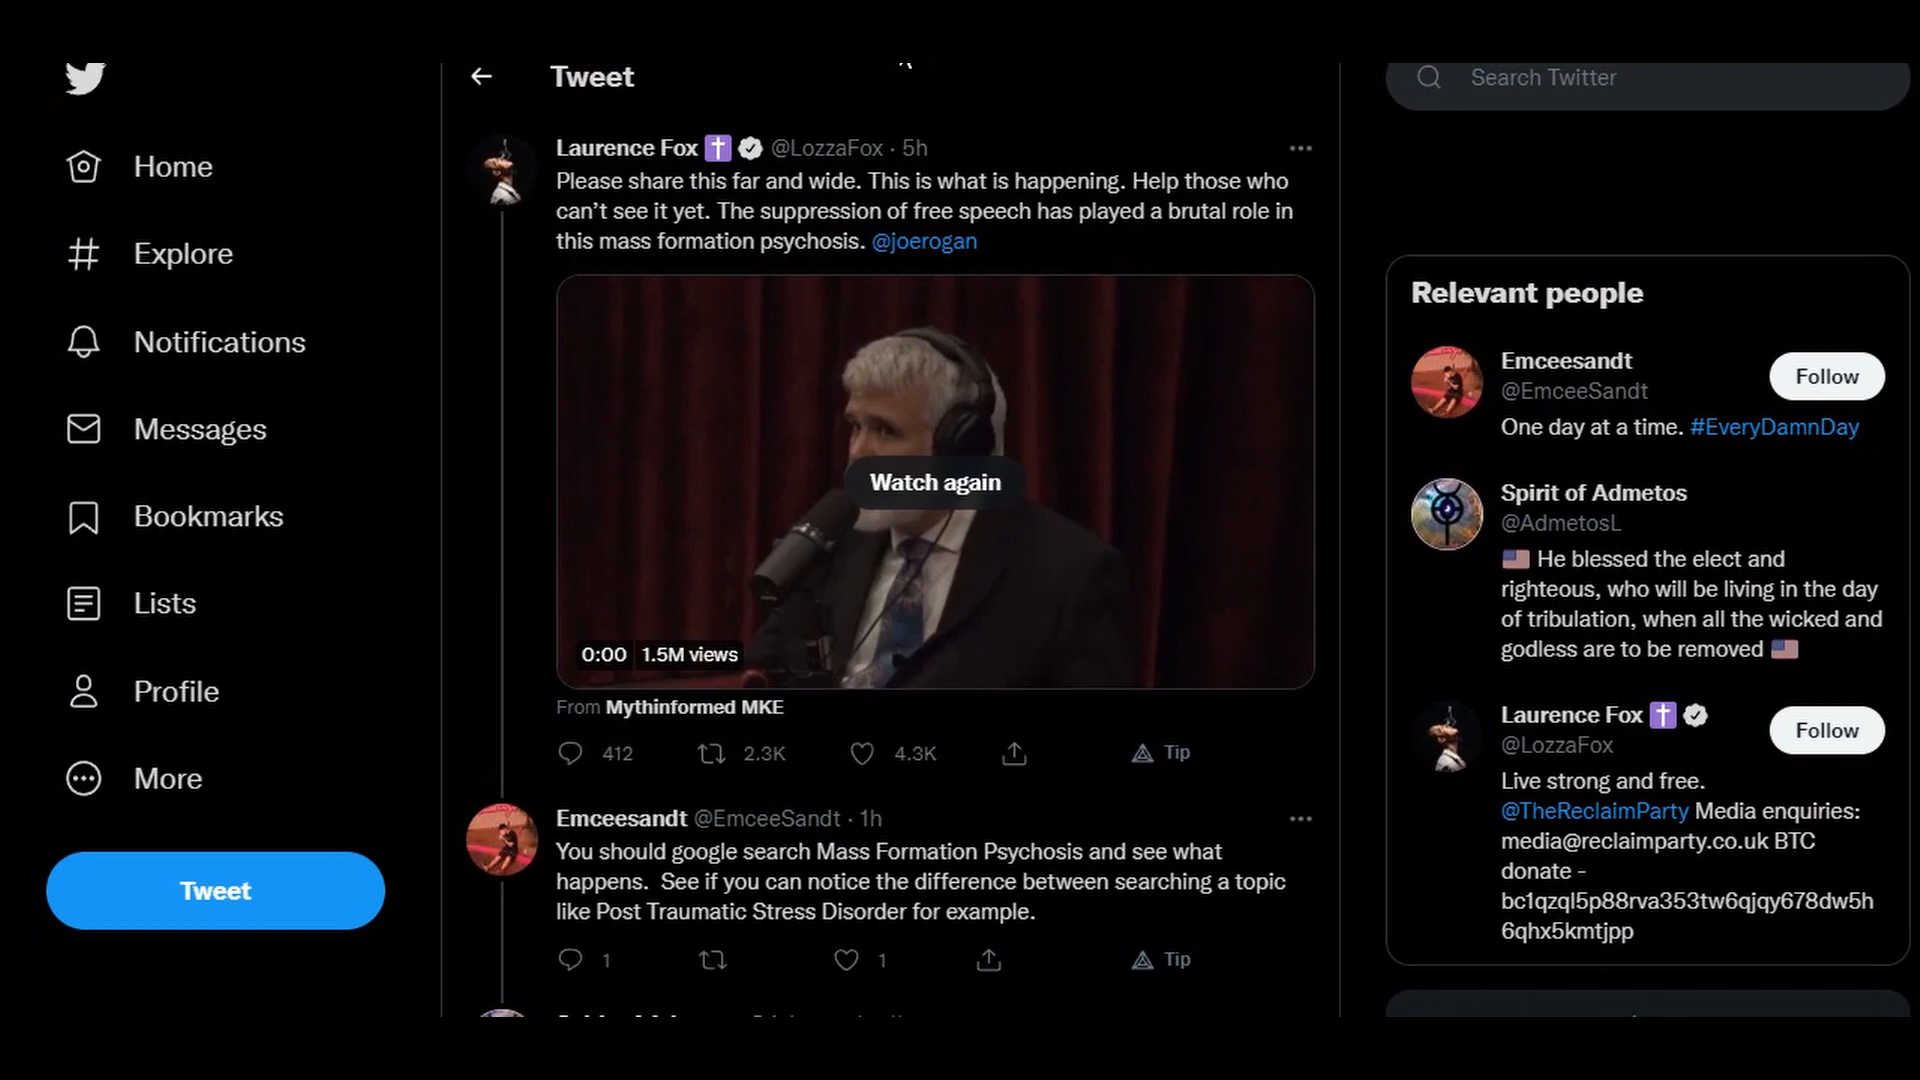 Tweet
Search Twitter
Home
Explore
Notifications
Messages
Bookmarks
Lists
Profile
More
Tweet
Laurence Fox @LozzaFox · 5h
Please share this far and wide. This is what is happening. Help those who
can’t see it yet. The suppression of free speech has played a brutal role in
this mass formation psychosis. @joerogan
Watch again
0:00 1.5M views
From Mythinformed MKE
412 2.3K 4.3K Tip
Emceesandt @EmceeSandt · 1h
You should google search Mass Formation Psychosis and see what
happens.  See if you can notice the difference between searching a topic
like Post Traumatic Stress Disorder for example.
1 1 Tip
Relevant people
Emceesandt
@EmceeSandt
Follow
One day at a time. #EveryDamnDay
Spirit of Admetos
@AdmetosL
He blessed the elect and
righteous, who will be living in the day
of tribulation, when all the wicked and
godless are to be removed
Laurence Fox
@LozzaFox
Follow
Live strong and free.
@TheReclaimParty Media enquiries:
media@reclaimparty.co.uk BTC
donate -
bc1qzql5p88rva353tw6qjqy678dw5h
6qhx5kmtjpp